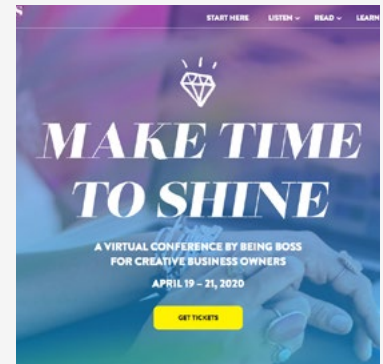 START HERE LISTEN READ LEARN
MAKE TIME
TO SHINE
A VIRTUAL CONFERENCE BY BEING BOSS
FOR CREATIVE BUSINESS OWNERS
APRIL 19 – 21, 2020
GET TICKETS